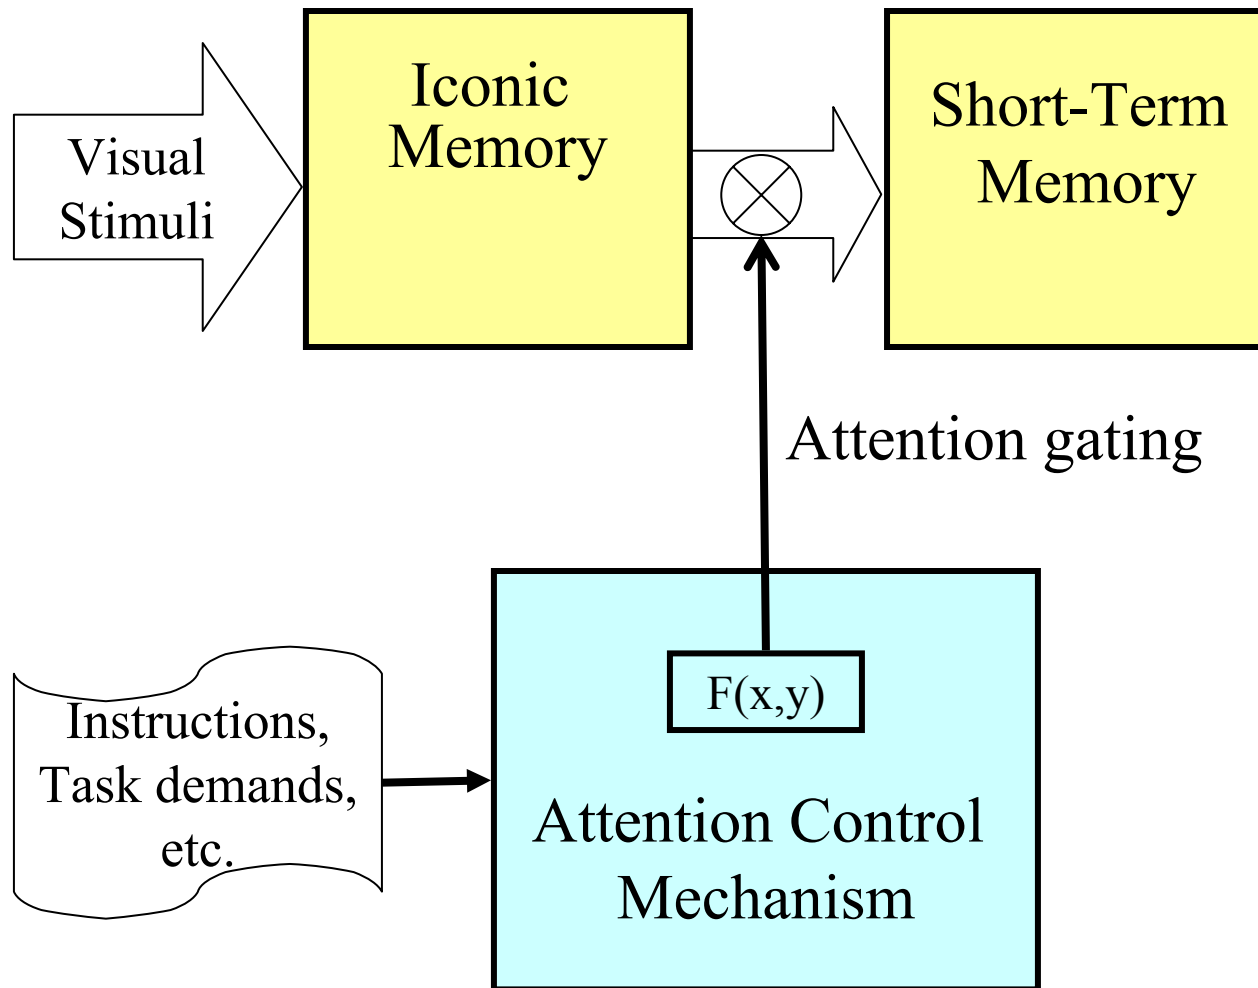 Visual
Stimuli
Iconic
Memory
Short-Term
Memory
Attention gating
Instructions,
Task demands,
etc.
F(x,y)
Attention Control
Mechanism